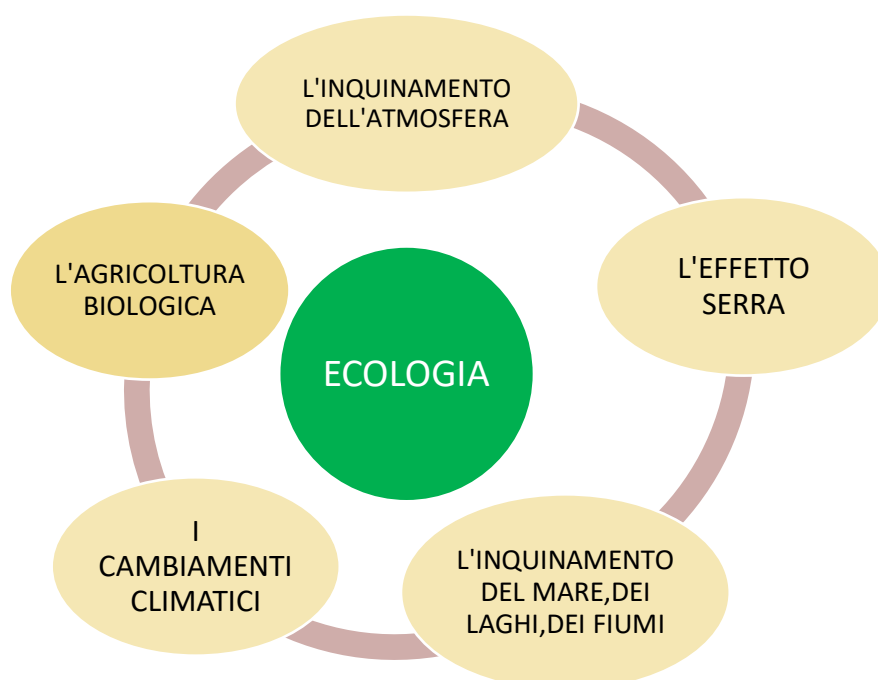 L'INQUINAMENTO
DELL'ATMOSFERA
L'EFFETTO
SERRA
L'INQUINAMENTO
DEL MARE,DEI
LAGHI,DEI FIUMI
I
CAMBIAMENTI
CLIMATICI
L'AGRICOLTURA
BIOLOGICA
ECOLOGIA